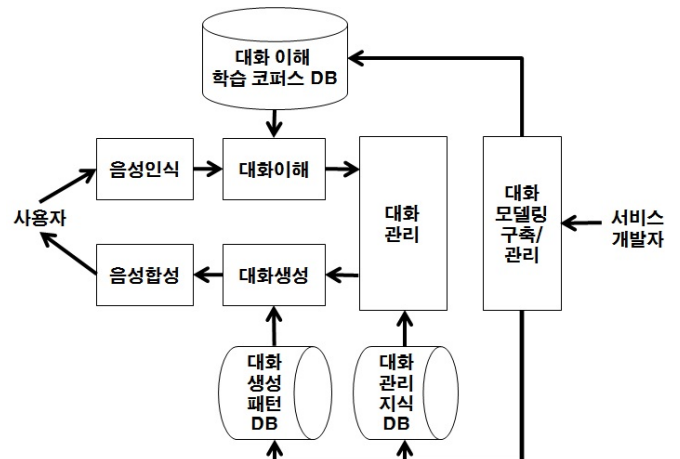 대화 이해
학습 코퍼스 DB
음성인식
대화이해
사용자
대화
관리
대화
모델링
구축/
관리
서비스
개발자
음성합성
대화생성
대화
생성
패턴
DB
대화
관리
지식
DB